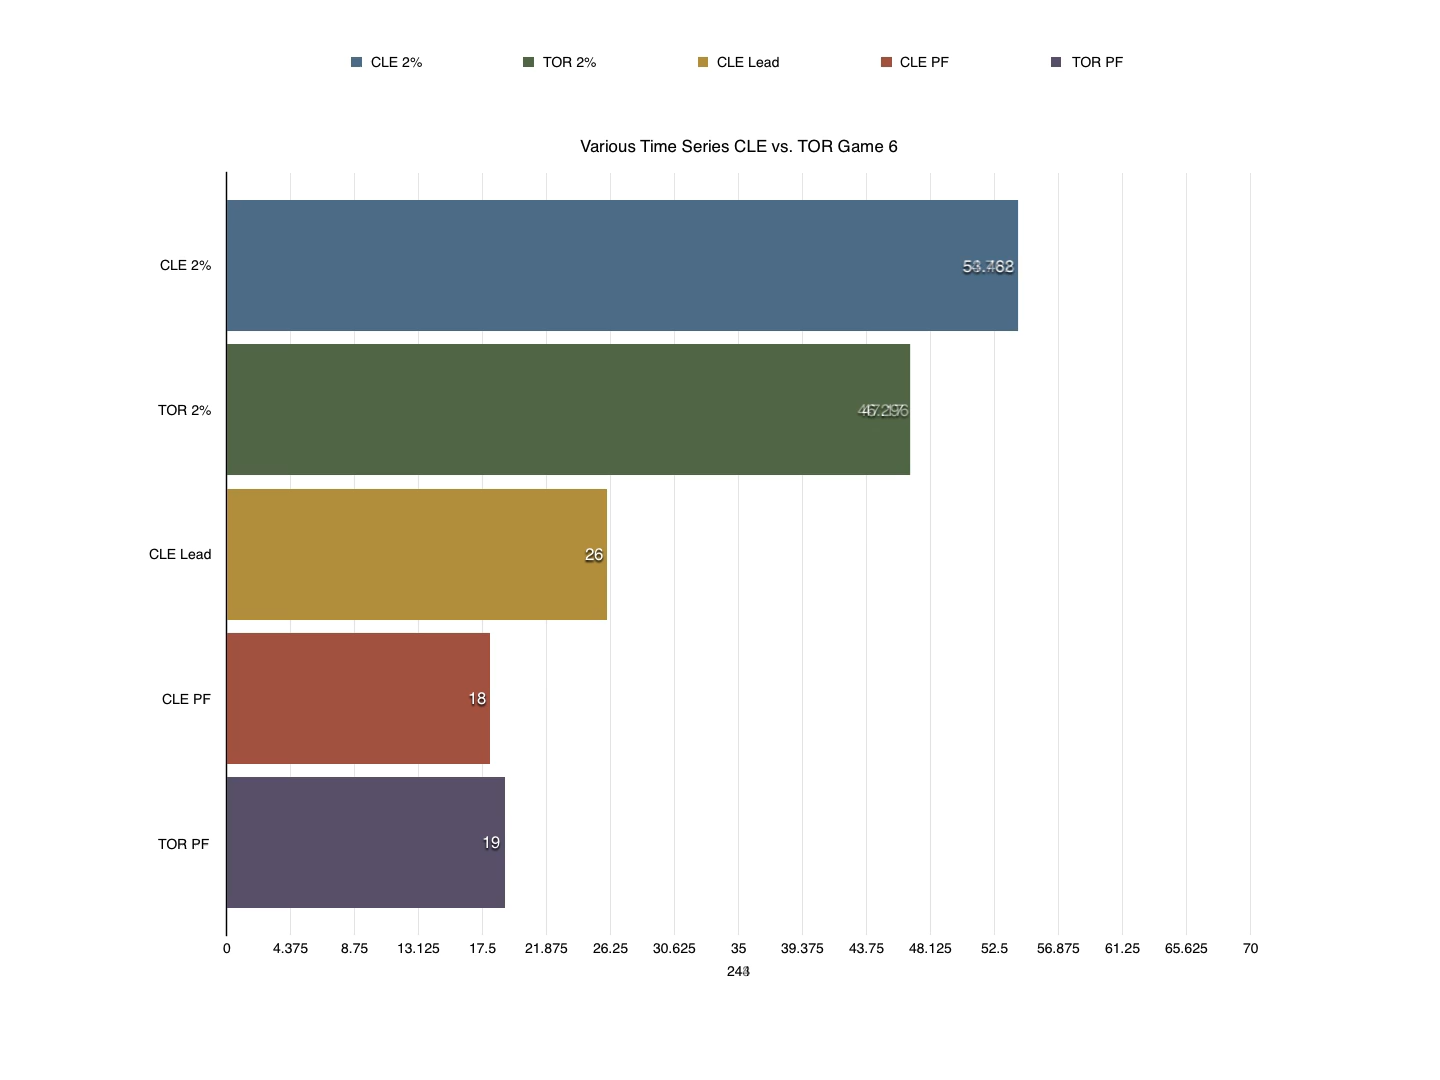 CLE 2% TOR 2% CLE Lead CLE PF TOR PF
Various Time Series CLE vs. TOR Game 6
CLE 2%
TOR 2%
CLE Lead 26
CLE PF 18
TOR PF 19
0 4.375 8.75 13.125 17.5 21.875 26.25 30.625 35 39.375 43.75 48.125 52.5 56.875 61.25 65.625 70